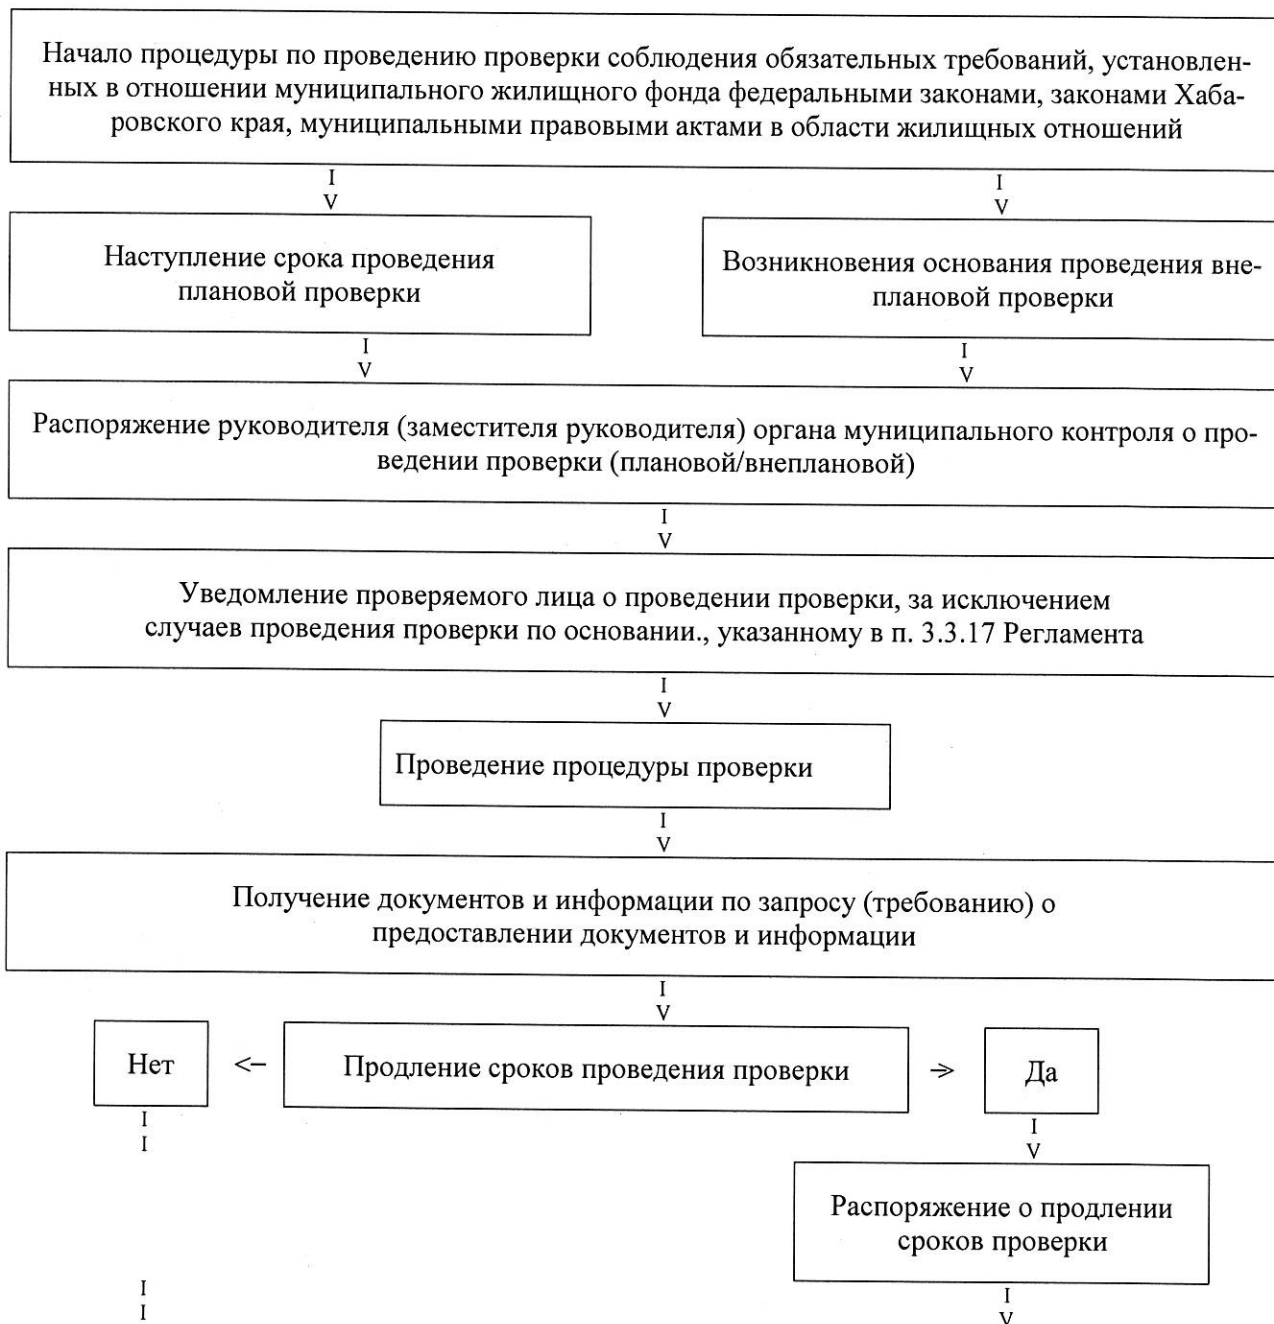 Начало процедуры по проведению проверки соблюдения обязательных требований, установлен-
ных в отношении муниципального жилищного фонда федеральными законами, законами Хаба-
ровского края, муниципальными правовыми актами в области жилищных отношений
I I
V V
Наступление срока проведения
плановой проверки
Возникновения основания проведения вне-
плановой проверки
I I
V V
Распоряжение руководителя (заместителя руководителя) органа муниципального контроля о про-
ведении проверки (плановой/внеплановой)
I
V
Уведомление проверяемого лица о проведении проверки, за исключением
случаев проведения проверки по основании., указанному в п. 3.3.17 Регламента
I
V
Проведение процедуры проверки
I
V
Получение документов и информации по запросу (требованию) о
предоставлении документов и информации
I
V
Нет <– Продление сроков проведения проверки –> Да
I I
I V
Распоряжение о продлении
сроков проверки
I I
I V